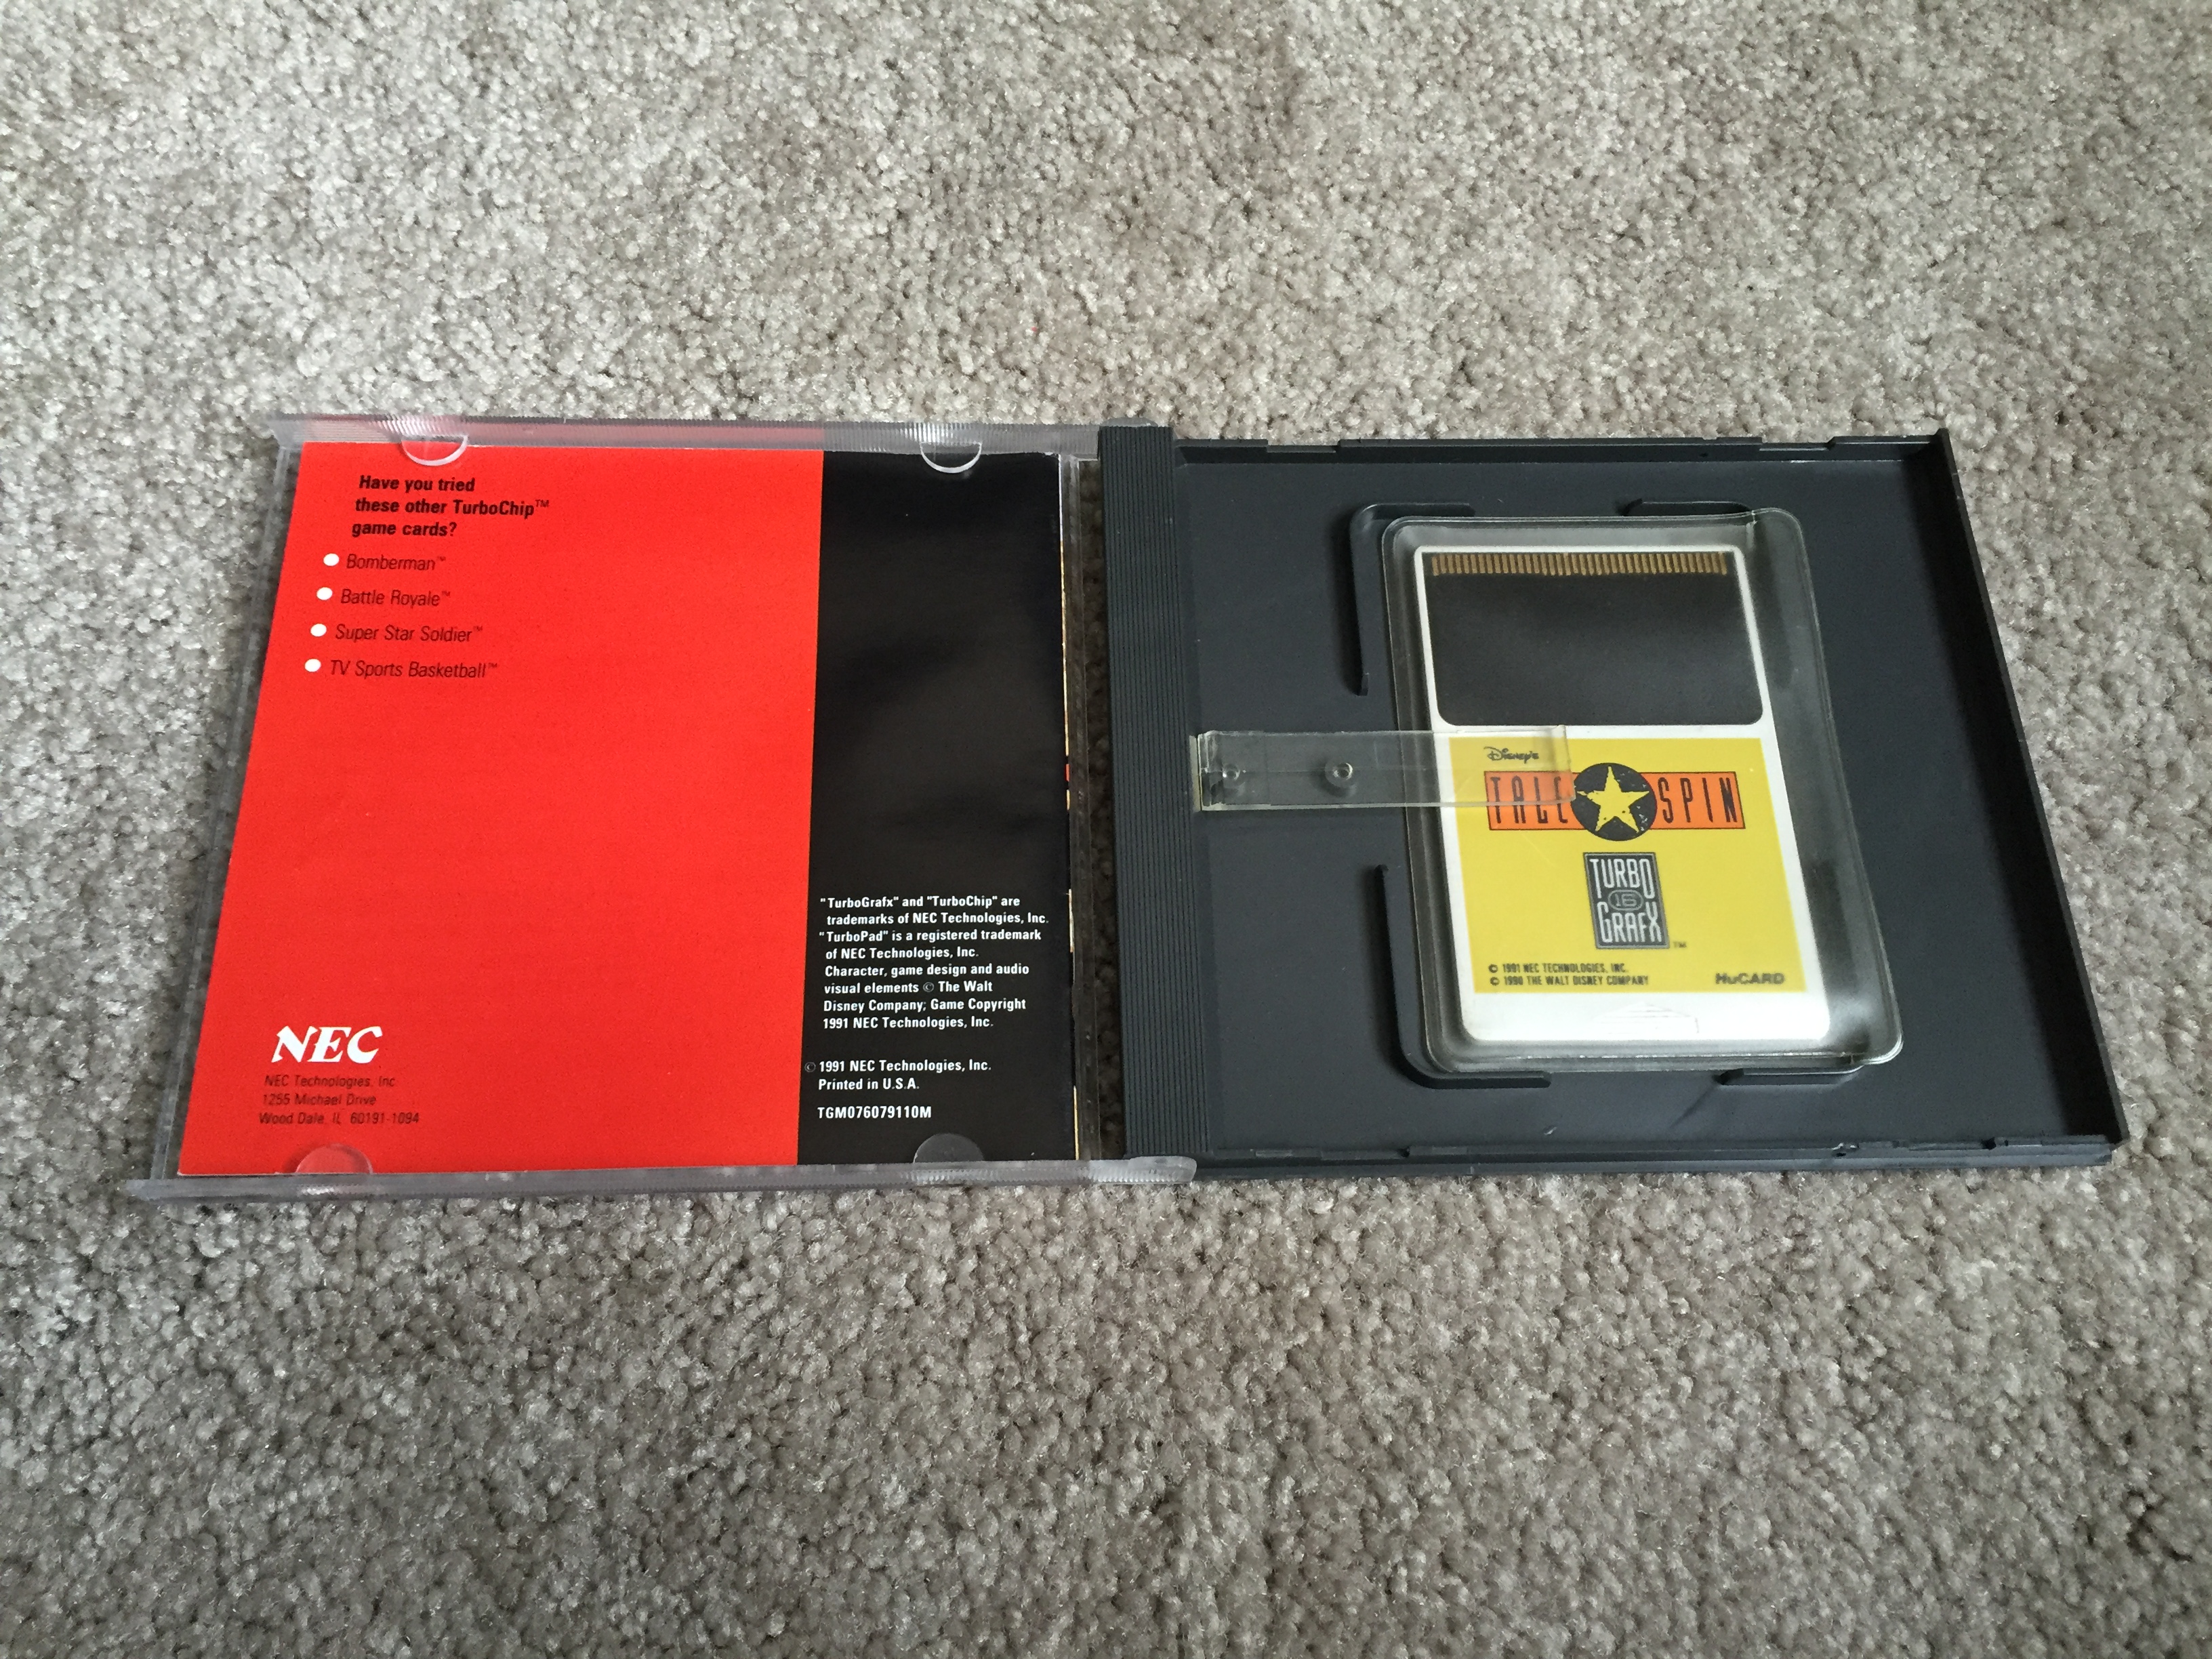 Have you tried
these other TurboChip™
game cards?
Bomberman™
Battle Royale™
Super Star Soldier™
TV Sports Basketball™
NEC
NEC Technologies, Inc.
1255 Michael Drive
Wood Dale, IL 60191-1094
"TurboGrafx" and "TurboChip" are
trademarks of NEC Technologies, Inc.
"TurboPad" is a registered trademark
of NEC Technologies, Inc.
Character, game design and audio
visual elements © The Walt
Disney Company; Game Copyright
1991 NEC Technologies, Inc.
© 1991 NEC Technologies, Inc.
Printed in U.S.A.
TGM076079110M
Disney's
TALE SPIN
TURBO
16
GRAFX™
© 1991 NEC TECHNOLOGIES, INC.
© 1990 THE WALT DISNEY COMPANY
HuCARD